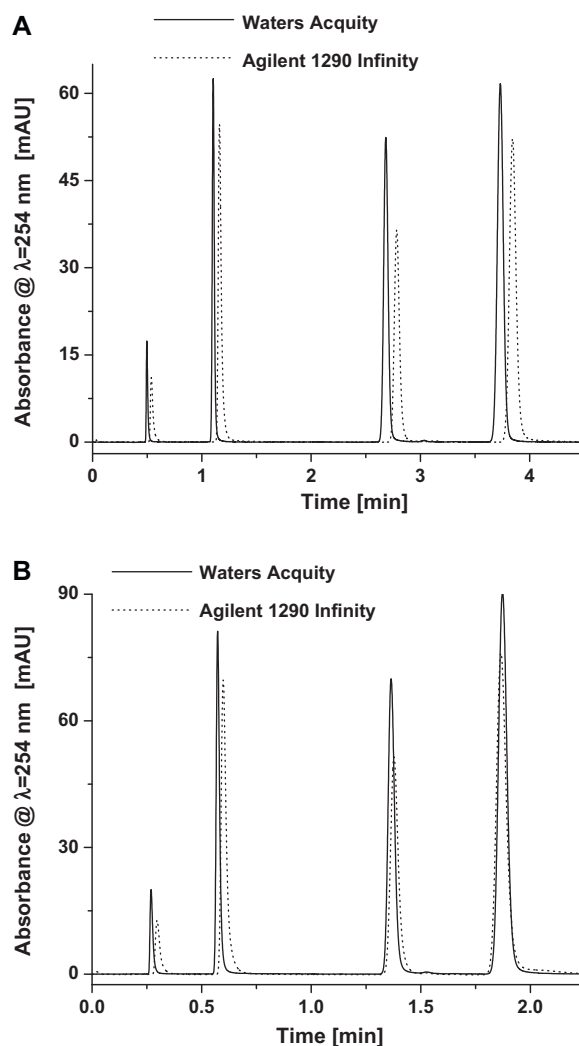 A
Waters Acquity
Agilent 1290 Infinity
Absorbance @ λ=254 nm [mAU]
60
45
30
15
0
0 1 2 3 4
Time [min]
B
Waters Acquity
Agilent 1290 Infinity
Absorbance @ λ=254 nm [mAU]
90
60
30
0
0.0 0.5 1.0 1.5 2.0
Time [min]